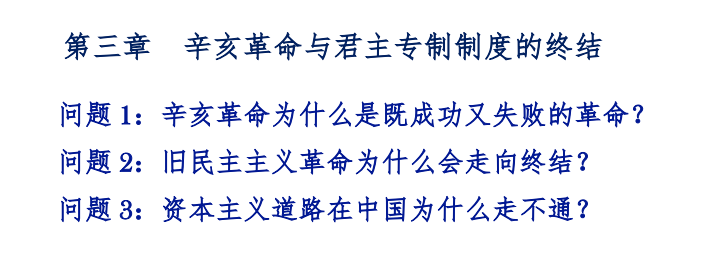 第三章　辛亥革命与君主专制制度的终结
问题 1：辛亥革命为什么是既成功又失败的革命？
问题 2：旧民主主义革命为什么会走向终结？
问题 3：资本主义道路在中国为什么走不通？